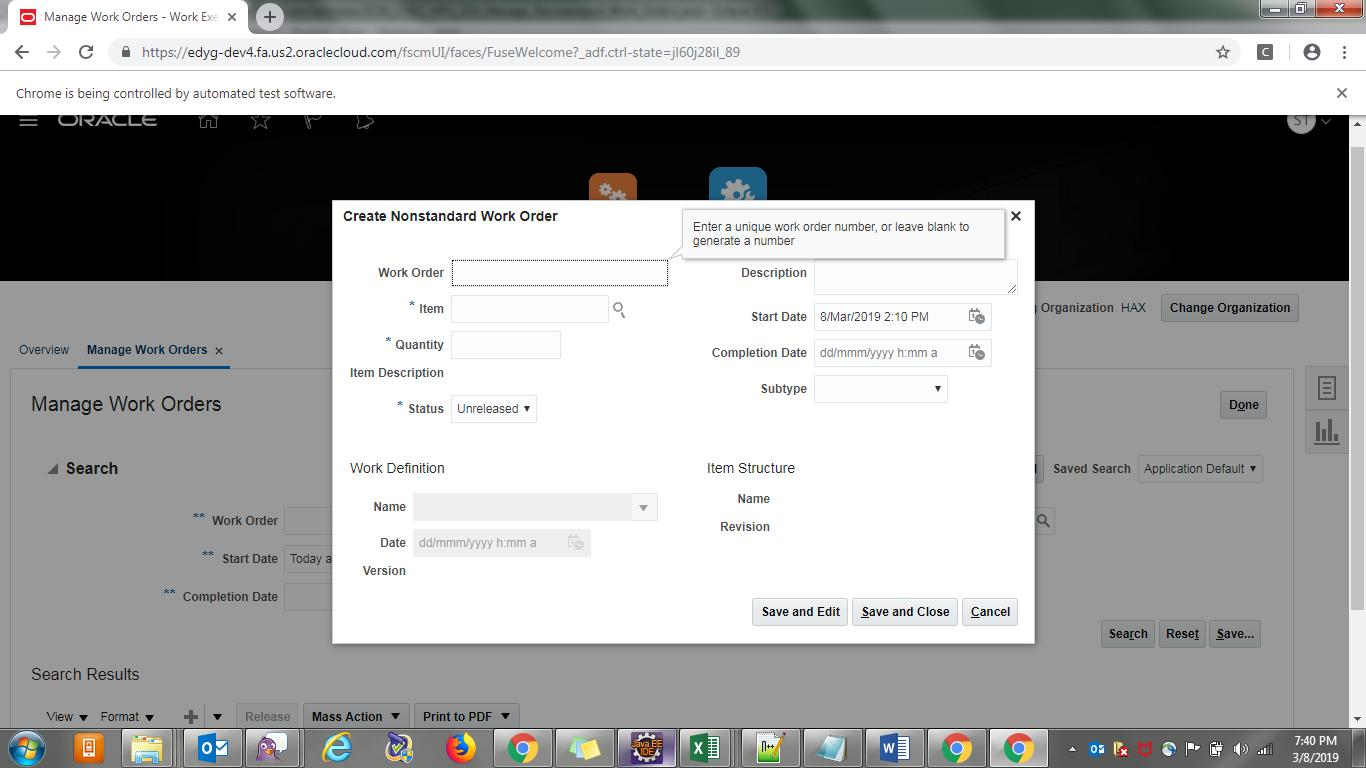 Manage Work Orders - Work Exe
https://edyg-dev4.fa.us2.oraclecloud.com/fscmUI/faces/FuseWelcome?_adf.ctrl-state=jl60j28il_89
C
Chrome is being controlled by automated test software.
ORACLE
ST
Create Nonstandard Work Order
Enter a unique work order number, or leave blank to
generate a number
Work Order
* Item
* Quantity
Item Description
* Status Unreleased
Description
Start Date 8/Mar/2019 2:10 PM
Completion Date dd/mmm/yyyy h:mm a
Subtype
Work Definition
Name
Date dd/mmm/yyyy h:mm a
Version
Item Structure
Name
Revision
Save and Edit Save and Close Cancel
Organization HAX Change Organization
Overview Manage Work Orders
Manage Work Orders
Done
Search
Saved Search Application Default
** Work Order
** Start Date Today a
** Completion Date
Search Reset Save...
Search Results
View Format Release Mass Action Print to PDF
Java EE
IDE
7:40 PM
3/8/2019